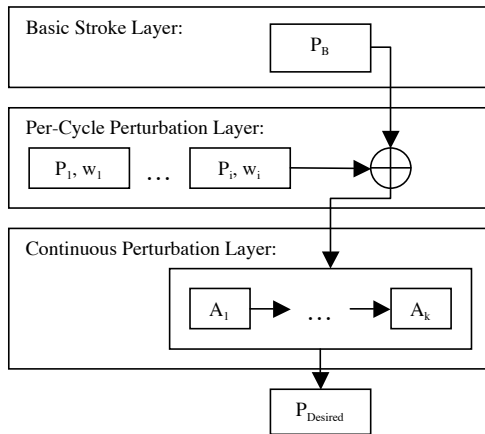 Basic Stroke Layer:
P_B
Per-Cycle Perturbation Layer:
P_1, w_1 ... P_i, w_i
Continuous Perturbation Layer:
A_1 ... A_k
P_Desired